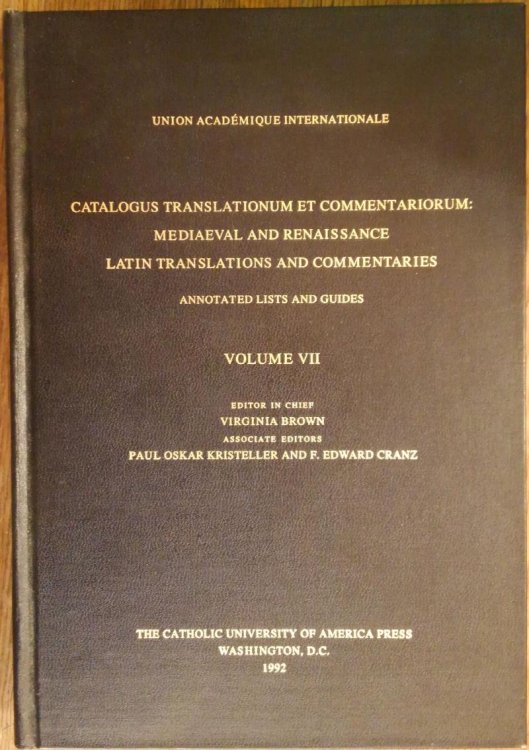 UNION ACADÉMIQUE INTERNATIONALE
CATALOGUS TRANSLATIONUM ET COMMENTARIORUM:
MEDIAEVAL AND RENAISSANCE
LATIN TRANSLATIONS AND COMMENTARIES
ANNOTATED LISTS AND GUIDES
VOLUME VII
EDITOR IN CHIEF
VIRGINIA BROWN
ASSOCIATE EDITORS
PAUL OSKAR KRISTELLER AND F. EDWARD CRANZ
THE CATHOLIC UNIVERSITY OF AMERICA PRESS
WASHINGTON, D.C.
1992